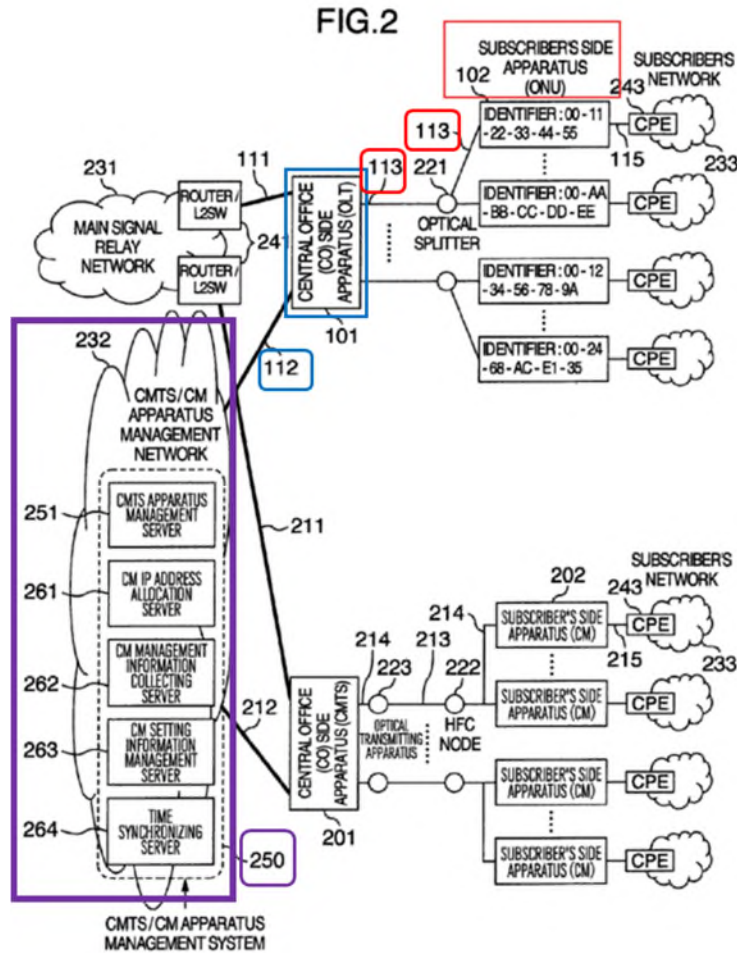 FIG.2
SUBSCRIBER'S SIDE
APPARATUS
(ONU)
SUBSCRIBER'S
NETWORK
102
243
IDENTIFIER : 00 - 11
-22 - 33 - 44 - 55
CPE
113
115
233
231
111
113
221
ROUTER /
L2SW
MAIN SIGNAL
RELAY
NETWORK
241
ROUTER /
L2SW
CENTRAL OFFICE
(CO) SIDE
APPARATUS (OLT)
OPTICAL
SPLITTER
IDENTIFIER : 00 - AA
- BB - CC - DD - EE
CPE
IDENTIFIER : 00 - 12
-34 - 56 - 78 - 9A
CPE
101
IDENTIFIER : 00 - 24
-68 - AC - E1 - 35
CPE
232
112
CMTS/CM
APPARATUS
MANAGEMENT
NETWORK
251
CMTS APPARATUS
MANAGEMENT
SERVER
211
261
CM IP ADDRESS
ALLOCATION
SERVER
262
CM MANAGEMENT
INFORMATION
COLLECTING
SERVER
212
263
CM SETTING
INFORMATION
MANAGEMENT
SERVER
264
TIME
SYNCHRONIZING
SERVER
250
CMTS / CM APPARATUS
MANAGEMENT SYSTEM
SUBSCRIBER'S
NETWORK
202
243
214
SUBSCRIBER'S SIDE
APPARATUS (CM)
CPE
215
233
214
213
223
222
CENTRAL OFFICE
(CO) SIDE
APPARATUS (CMTS)
OPTICAL
TRANSMITTING
APPARATUS
HFC
NODE
SUBSCRIBER'S SIDE
APPARATUS (CM)
CPE
SUBSCRIBER'S SIDE
APPARATUS (CM)
CPE
201
SUBSCRIBER'S SIDE
APPARATUS (CM)
CPE